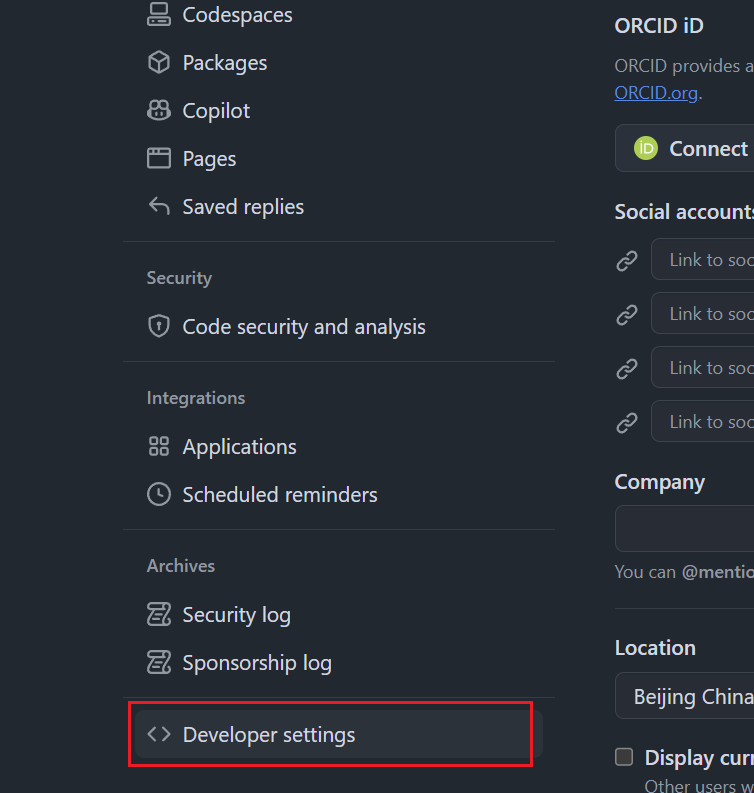 Codespaces
Packages
Copilot
Pages
Saved replies
Security
Code security and analysis
Integrations
Applications
Scheduled reminders
Archives
Security log
Sponsorship log
Developer settings
ORCID iD
ORCID provides a
ORCID.org.
iD Connect
Social accounts
Link to soc
Link to soc
Link to soc
Link to soc
Company
You can @mentio
Location
Beijing China
Display curr
Other users w